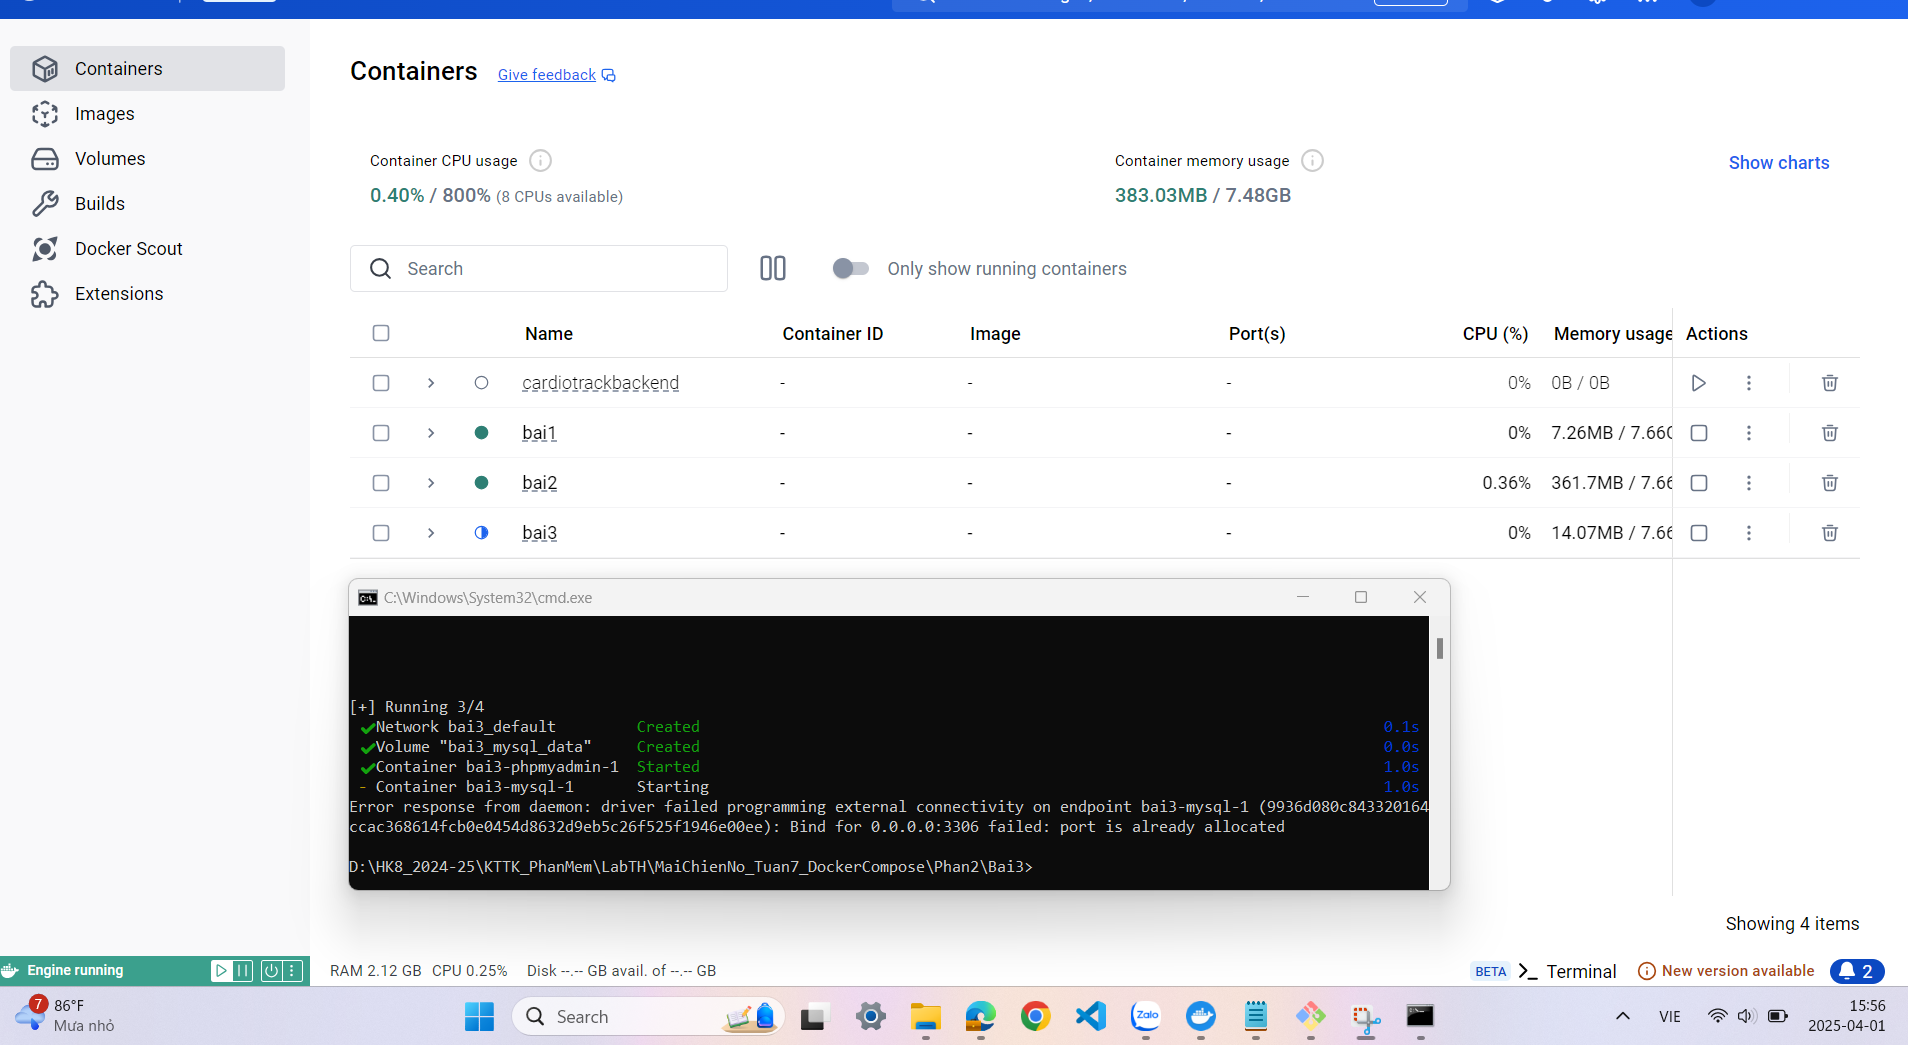 Containers
Images
Volumes
Builds
Docker Scout
Extensions
Containers Give feedback
Container CPU usage
0.40% / 800% (8 CPUs available)
Container memory usage
383.03MB / 7.48GB
Show charts
Search
Only show running containers
Name Container ID Image Port(s) CPU (%) Memory usage Actions
cardiotrackbackend - - - 0% 0B / 0B
bai1 - - - 0% 7.26MB / 7.66
bai2 - - - 0.36% 361.7MB / 7.66
bai3 - - - 0% 14.07MB / 7.66
C:\Windows\System32\cmd.exe
[+] Running 3/4
Network bai3_default Created 0.1s
Volume "bai3_mysql_data" Created 0.0s
Container bai3-phpmyadmin-1 Started 1.0s
- Container bai3-mysql-1 Starting 1.0s
Error response from daemon: driver failed programming external connectivity on endpoint bai3-mysql-1 (9936d080c843320164
ccac368614fcb0e0454d8632d9eb5c26f525f1946e00ee): Bind for 0.0.0.0:3306 failed: port is already allocated
D:\HK8_2024-25\KTTK_PhanMem\LabTH\MaiChienNo_Tuan7_DockerCompose\Phan2\Bai3>
Showing 4 items
Engine running
RAM 2.12 GB CPU 0.25% Disk --.-- GB avail. of --.-- GB
BETA Terminal New version available 2
7
86°F
Mưa nhỏ
Search
Zalo
VIE
15:56
2025-04-01